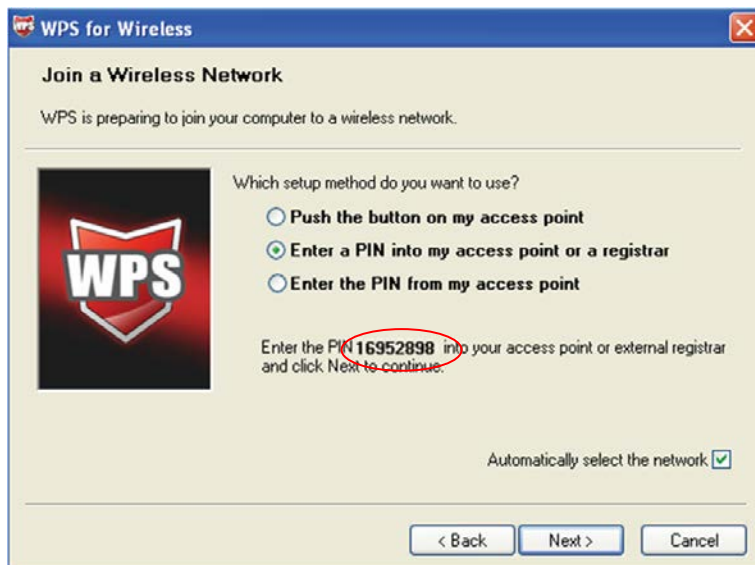 WPS WPS for Wireless
Join a Wireless Network
WPS is preparing to join your computer to a wireless network.
Which setup method do you want to use?
Push the button on my access point
Enter a PIN into my access point or a registrar
Enter the PIN from my access point
WPS
Enter the PIN 16952898 into your access point or external registrar
and click Next to continue.
Automatically select the network
< Back
Next >
Cancel